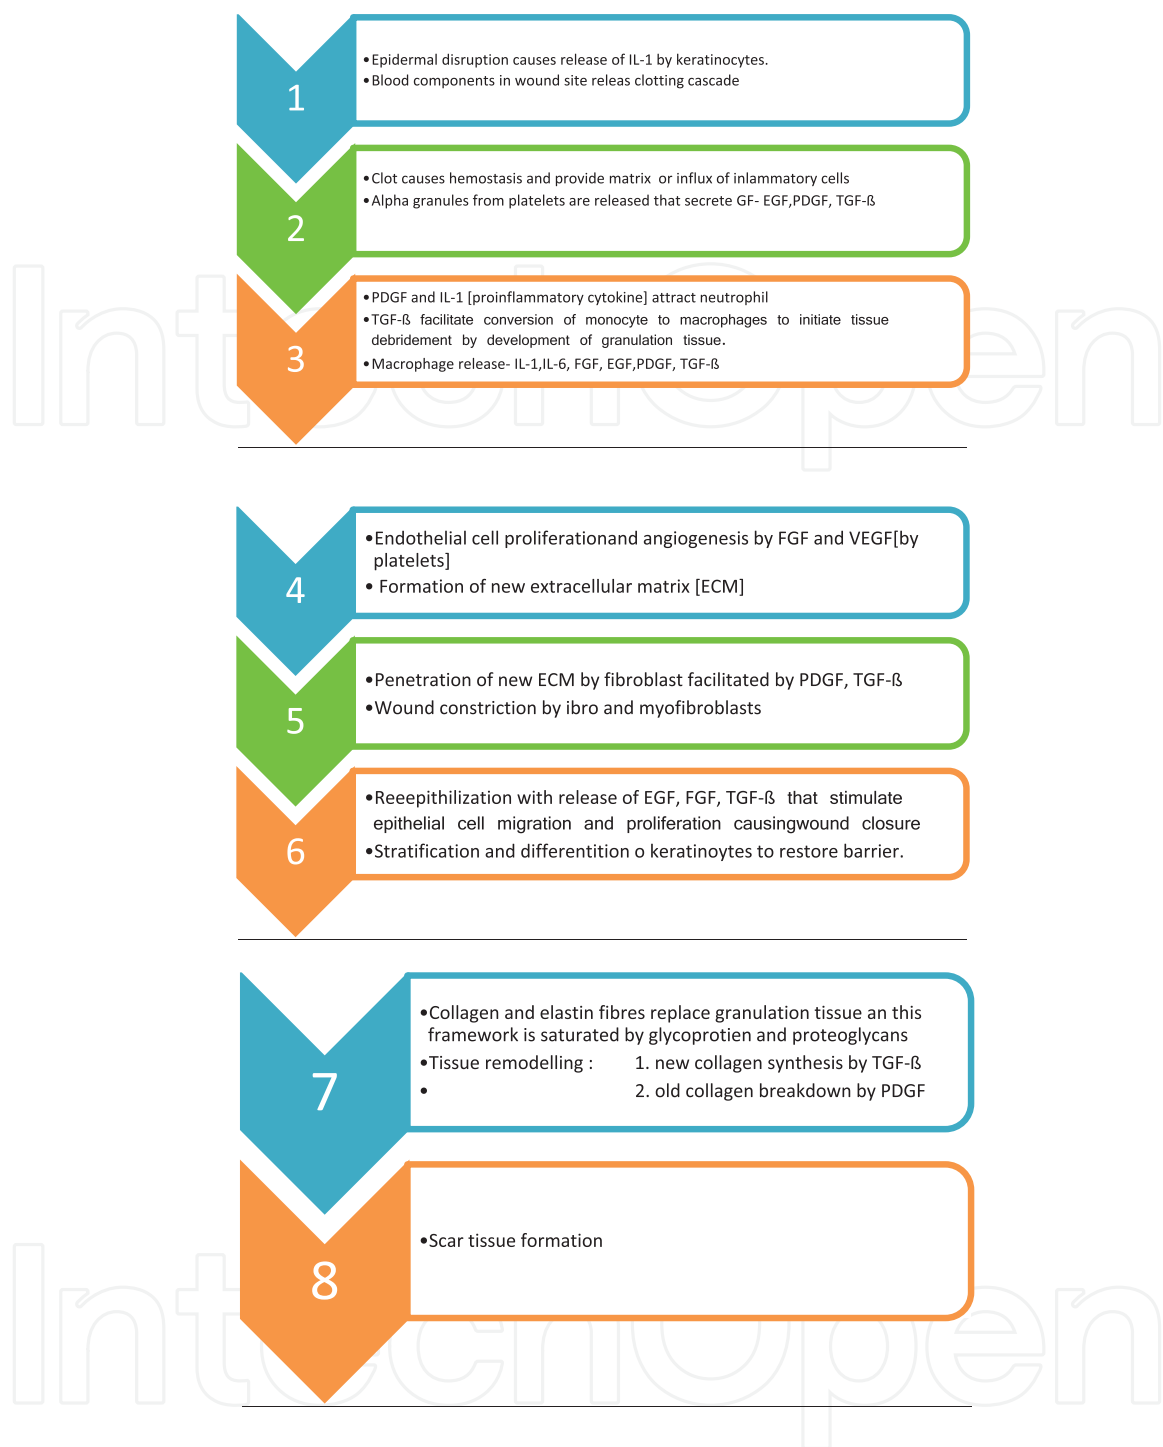 1
•Epidermal disruption causes release of IL-1 by keratinocytes.
•Blood components in wound site releas clotting cascade
2
•Clot causes hemostasis and provide matrix or influx of inlammatory cells
•Alpha granules from platelets are released that secrete GF- EGF,PDGF, TGF-ß
3
•PDGF and IL-1 [proinflammatory cytokine] attract neutrophil
•TGF-ß facilitate conversion of monocyte to macrophages to initiate tissue
debridement by development of granulation tissue.
•Macrophage release- IL-1,IL-6, FGF, EGF,PDGF, TGF-ß
IntechOpen
4
•Endothelial cell proliferationand angiogenesis by FGF and VEGF[by
platelets]
• Formation of new extracellular matrix [ECM]
5
•Penetration of new ECM by fibroblast facilitated by PDGF, TGF-ß
•Wound constriction by ibro and myofibroblasts
6
•Reeepithilization with release of EGF, FGF, TGF-ß that stimulate
epithelial cell migration and proliferation causingwound closure
•Stratification and differentition o keratinoytes to restore barrier.
7
•Collagen and elastin fibres replace granulation tissue an this
framework is saturated by glycoprotien and proteoglycans
•Tissue remodelling : 1. new collagen synthesis by TGF-ß
• 2. old collagen breakdown by PDGF
8
•Scar tissue formation
IntechOpen